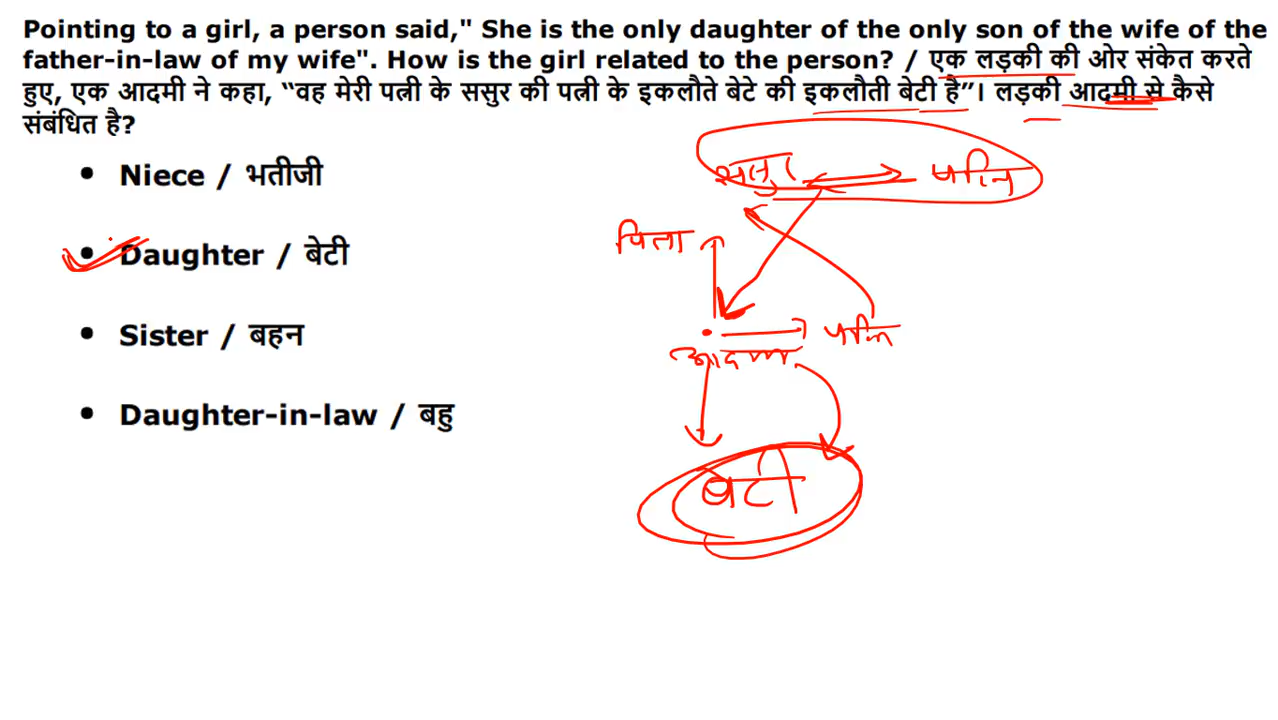 Pointing to a girl, a person said," She is the only daughter of the only son of the wife of the
father-in-law of my wife". How is the girl related to the person? / एक लड़की की ओर संकेत करते
हुए, एक आदमी ने कहा, “वह मेरी पत्नी के ससुर की पत्नी के इकलौते बेटे की इकलौती बेटी है”। लड़की आदमी से कैसे
संबंधित है?
• Niece / भतीजी
• Daughter / बेटी
• Sister / बहन
• Daughter-in-law / बहु
ससुर पत्नि
पिता
आदमी पत्नि
बेटी